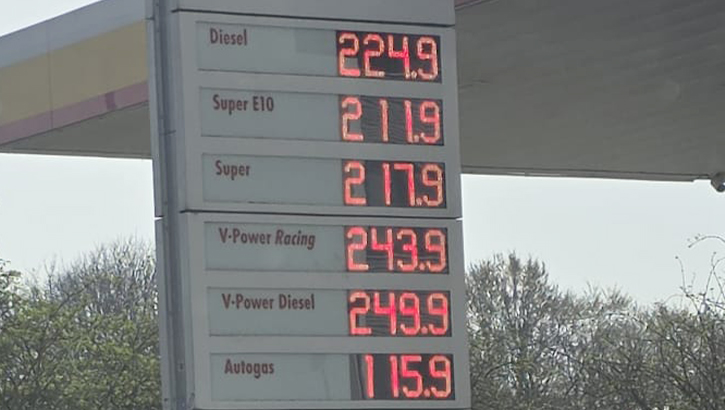 Diesel 224.9
Super E10 211.9
Super 217.9
V-Power Racing 243.9
V-Power Diesel 249.9
Autogas 115.9